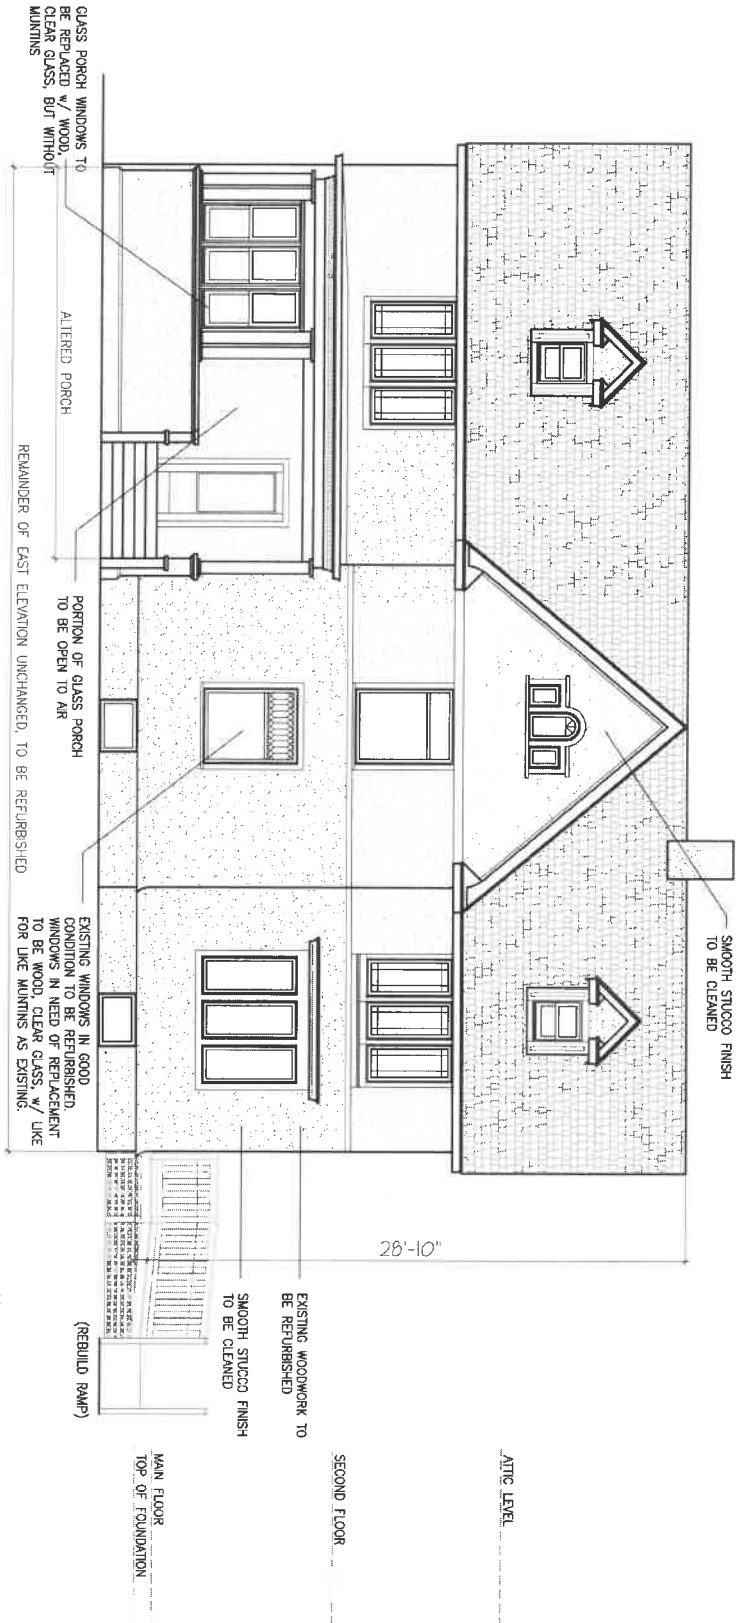 SMOOTH STUCCO FINISH
TO BE CLEANED
ATTIC LEVEL
28'-10"
SECOND FLOOR
EXISTING WOODWORK TO
BE REFURBISHED
SMOOTH STUCCO FINISH
TO BE CLEANED
MAIN FLOOR
TOP OF FOUNDATION
(REBUILD RAMP)
GLASS PORCH WINDOWS TO
BE REPLACED w/ WOOD,
CLEAR GLASS, BUT WITHOUT
MUNTINS
ALTERED PORCH
PORTION OF GLASS PORCH
TO BE OPEN TO AIR
EXISTING WINDOWS IN GOOD
CONDITION TO BE REFURBISHED.
WINDOWS IN NEED OF REPLACEMENT
TO BE WOOD, CLEAR GLASS, w/ LIKE
FOR LIKE MUNTINS AS EXISTING.
REMAINDER OF EAST ELEVATION UNCHANGED, TO BE REFURBISHED